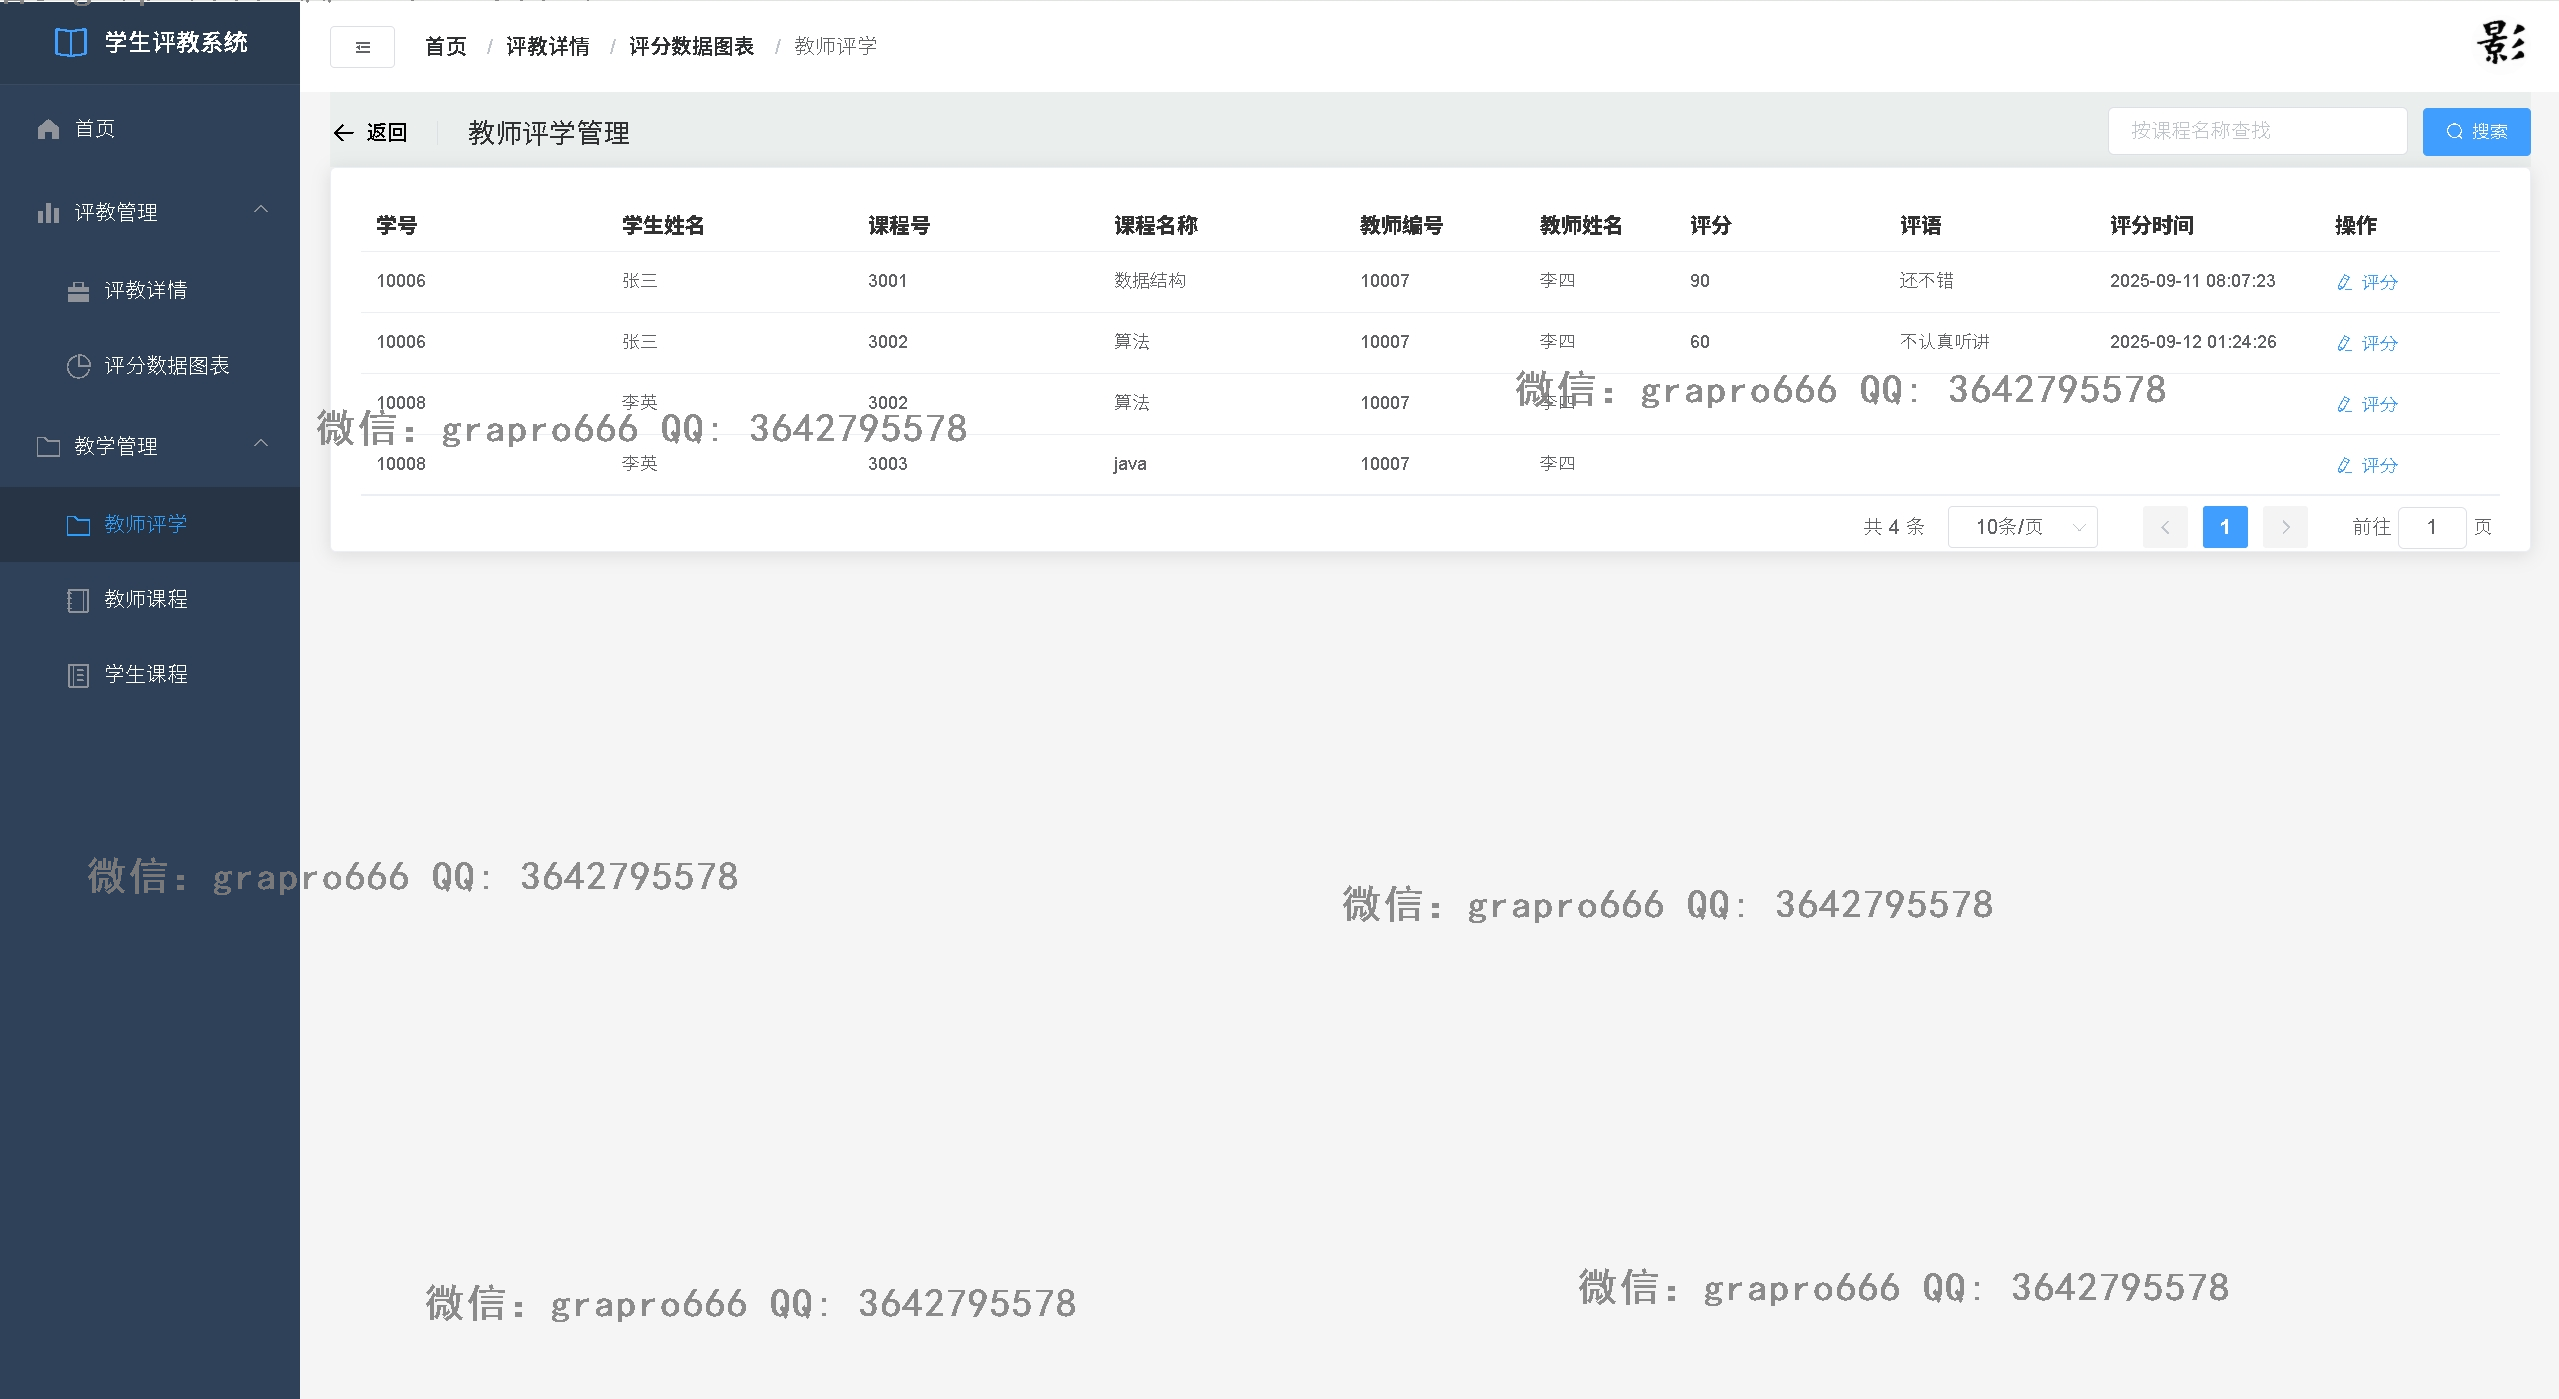 学生评教系统
首页 / 评教详情 / 评分数据图表 / 教师评学
影
首页
评教管理
评教详情
评分数据图表
教学管理
教师评学
教师课程
学生课程
返回 教师评学管理
按课程名称查找 搜索
学号 学生姓名 课程号 课程名称 教师编号 教师姓名 评分 评语 评分时间 操作
10006 张三 3001 数据结构 10007 李四 90 还不错 2025-09-11 08:07:23 评分
10006 张三 3002 算法 10007 李四 60 不认真听讲 2025-09-12 01:24:26 评分
10008 李英 3002 算法 10007 李四 评分
10008 李英 3003 java 10007 李四 评分
共 4 条 10条/页 1 前往 1 页
微信: grapro666 QQ: 3642795578
微信: grapro666 QQ: 3642795578
微信: grapro666 QQ: 3642795578
微信: grapro666 QQ: 3642795578
微信: grapro666 QQ: 3642795578
微信: grapro666 QQ: 3642795578